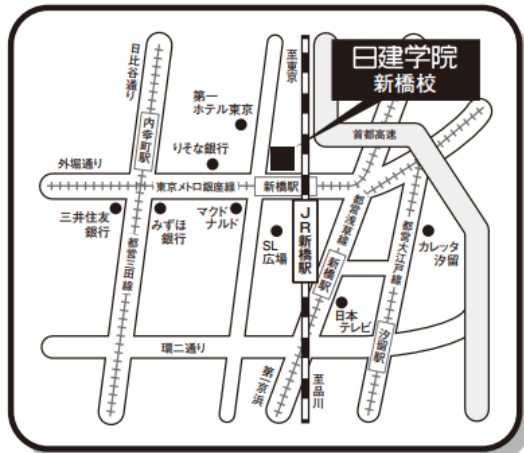 日建学院
新橋校
至東京
日比谷通り
第一
ホテル東京
内幸町駅
首都高速
りそな銀行
外堀通り
東京メトロ銀座線
新橋駅
三井住友
銀行
みずほ
銀行
マクド
ナルド
SL
広場
JR新橋駅
都営浅草線
新橋駅
都営大江戸線
カレッタ
汐留
都営三田線
日本
テレビ
汐留駅
環二通り
第一京浜
至品川